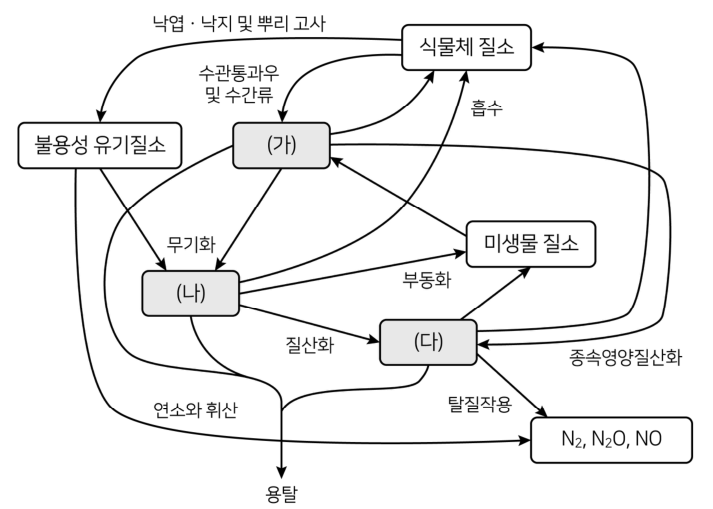 낙엽 · 낙지 및 뿌리 고사
식물체 질소
수관통과우
및 수간류
흡수
불용성 유기질소
(가)
무기화
미생물 질소
(나)
부동화
질산화
(다)
종속영양질산화
연소와 휘산
탈질작용
N₂, N₂O, NO
용탈